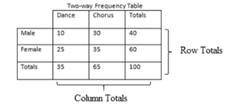 Two-way Frequency Table
Dance Chorus Totals
Male 10 30 40
Female 25 35 60
Totals 35 65 100
Row Totals
Column Totals